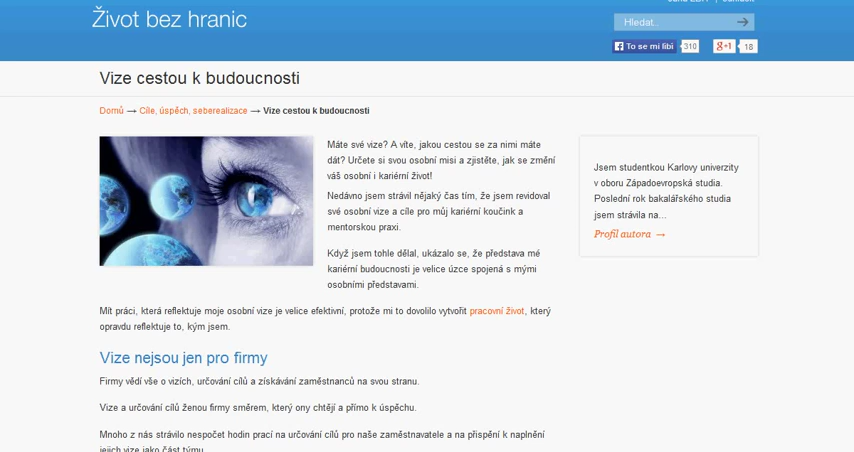 Život bez hranic
Hledat..
To se mi líbí 310
g+1 18
Vize cestou k budoucnosti
Domů → Cíle, úspěch, seberealizace → Vize cestou k budoucnosti
Máte své vize? A víte, jakou cestou se za nimi máte
dát? Určete si svou osobní misi a zjistěte, jak se změní
váš osobní i kariérní život!
Nedávno jsem strávil nějaký čas tím, že jsem revidoval
své osobní vize a cíle pro můj kariérní koučink a
mentorskou praxi.
Když jsem tohle dělal, ukázalo se, že představa mé
kariérní budoucnosti je velice úzce spojená s mými
osobními představami.
Mít práci, která reflektuje moje osobní vize je velice efektivní, protože mi to dovolilo vytvořit pracovní život, který
opravdu reflektuje to, kým jsem.
Vize nejsou jen pro firmy
Firmy vědí vše o vizích, určování cílů a získávání zaměstnanců na svou stranu.
Vize a určování cílů ženou firmy směrem, který ony chtějí a přímo k úspěchu.
Mnoho z nás strávilo nespočet hodin prací na určování cílů pro naše zaměstnavatele a na přispění k naplnění
jejich vize jako část týmu.
Jsem studentkou Karlovy univerzity
v oboru Západoevropská studia.
Poslední rok bakalářského studia
jsem strávila na...
Profil autora →